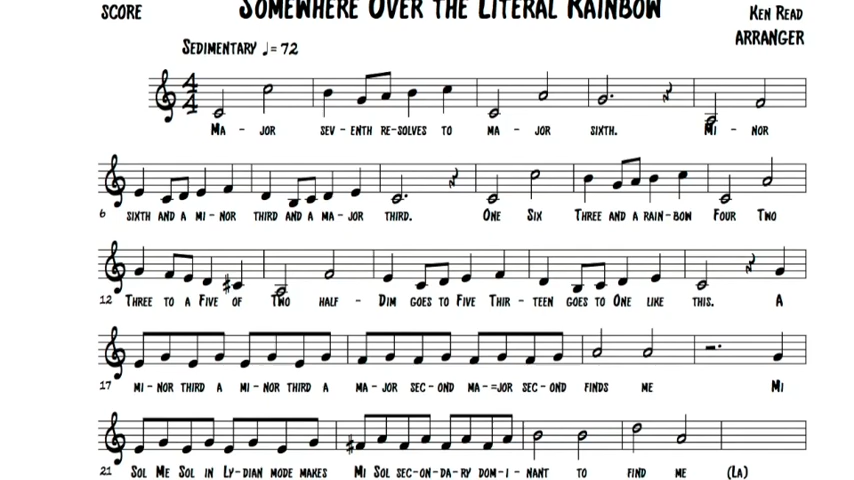 Somewhere Over the Literal Rainbow
Score
Ken Read
Arranger
Sedimentary ♩= 72
Ma - jor sev - enth re-solves to ma - jor sixth. Mi - nor
6 sixth and a mi - nor third and a ma - jor third. One Six Three and a rain-bow Four Two
12 Three to a Five of Two half - Dim goes to Five Thir - teen goes to One like this. A
17 mi - nor third a mi - nor third a ma - jor sec - ond ma-=jor sec - ond finds me Mi
21 Sol Me Sol in Ly-dian mode makes Mi Sol sec-on-da-ry dom-i - nant to find me (La)